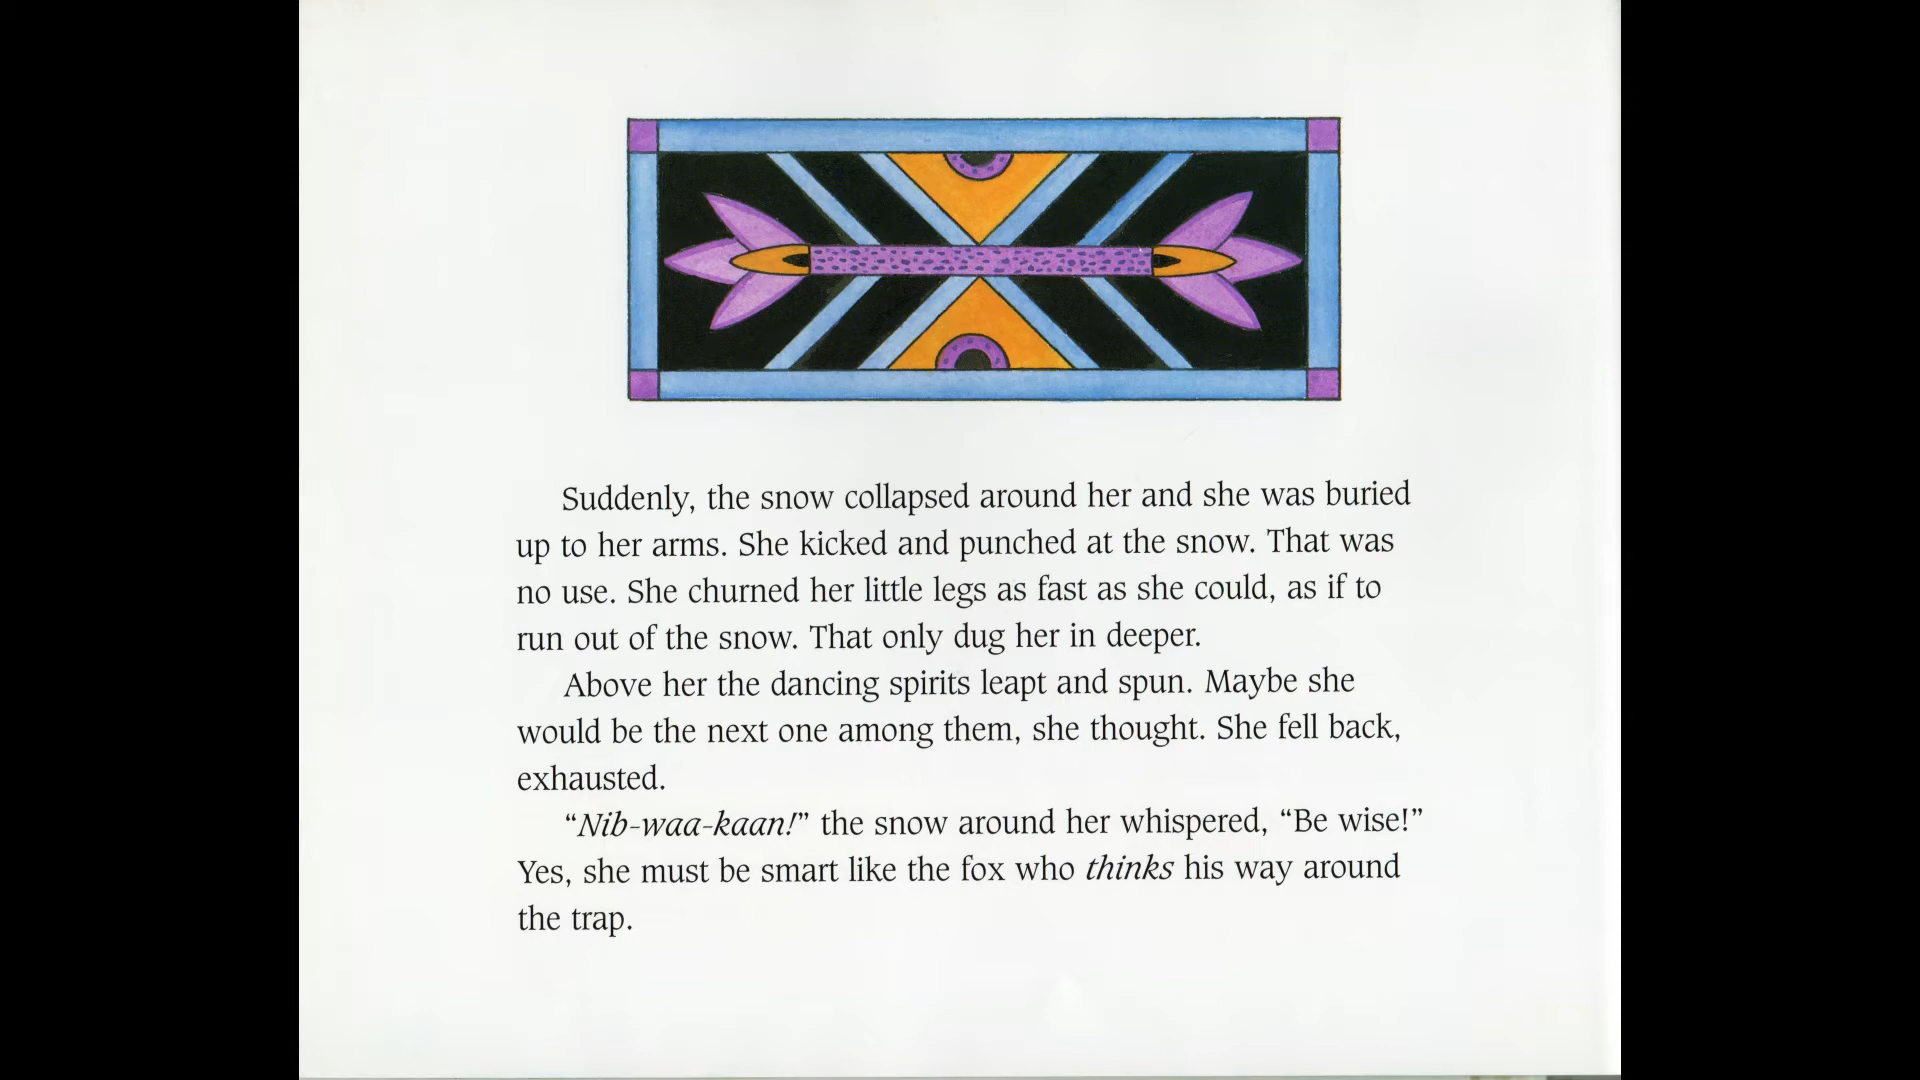 Suddenly, the snow collapsed around her and she was buried
up to her arms. She kicked and punched at the snow. That was
no use. She churned her little legs as fast as she could, as if to
run out of the snow. That only dug her in deeper.
Above her the dancing spirits leapt and spun. Maybe she
would be the next one among them, she thought. She fell back,
exhausted.
“Nib-waa-kaan!” the snow around her whispered, “Be wise!”
Yes, she must be smart like the fox who thinks his way around
the trap.